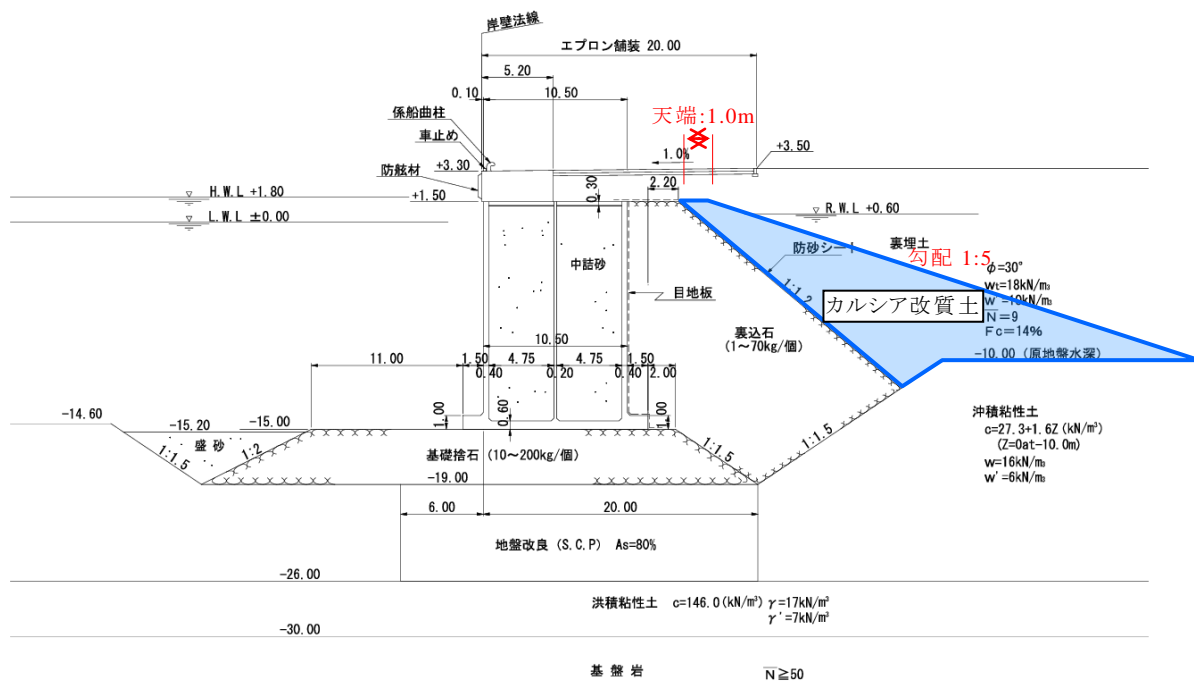 岸壁法線
エプロン舗装 20.00
5.20
0.10
10.50
天端:1.0m
係船曲柱
車止め
防舷材
+3.30
1.0%
+3.50
H.W.L +1.80
+1.50
0.30
2.20
L.W.L ±0.00
R.W.L +0.60
防砂シート
裏埋土
勾配 1:5
中詰砂
φ=30°
wt=18kN/m³
w'=10kN/m³
N=9
Fc=14%
目地板
1:1.2
カルシア改質土
裏込石
(1~70kg/個)
-10.00 (原地盤水深)
10.50
11.00
1.50
4.75
4.75
1.50
0.40
0.20
0.40
2.00
-14.60
-15.20
-15.00
1.00
0.60
1.00
沖積粘性土
c=27.3+1.6Z (kN/m²)
(Z=0at-10.0m)
w=16kN/m³
w'=6kN/m³
盛砂
1:1.5
1:2
基礎捨石 (10~200kg/個)
1:1.5
1:1.5
-19.00
6.00
20.00
地盤改良 (S.C.P) As=80%
-26.00
洪積粘性土 c=146.0(kN/m²) γ=17kN/m³
γ'=7kN/m³
-30.00
基盤岩 N≧50